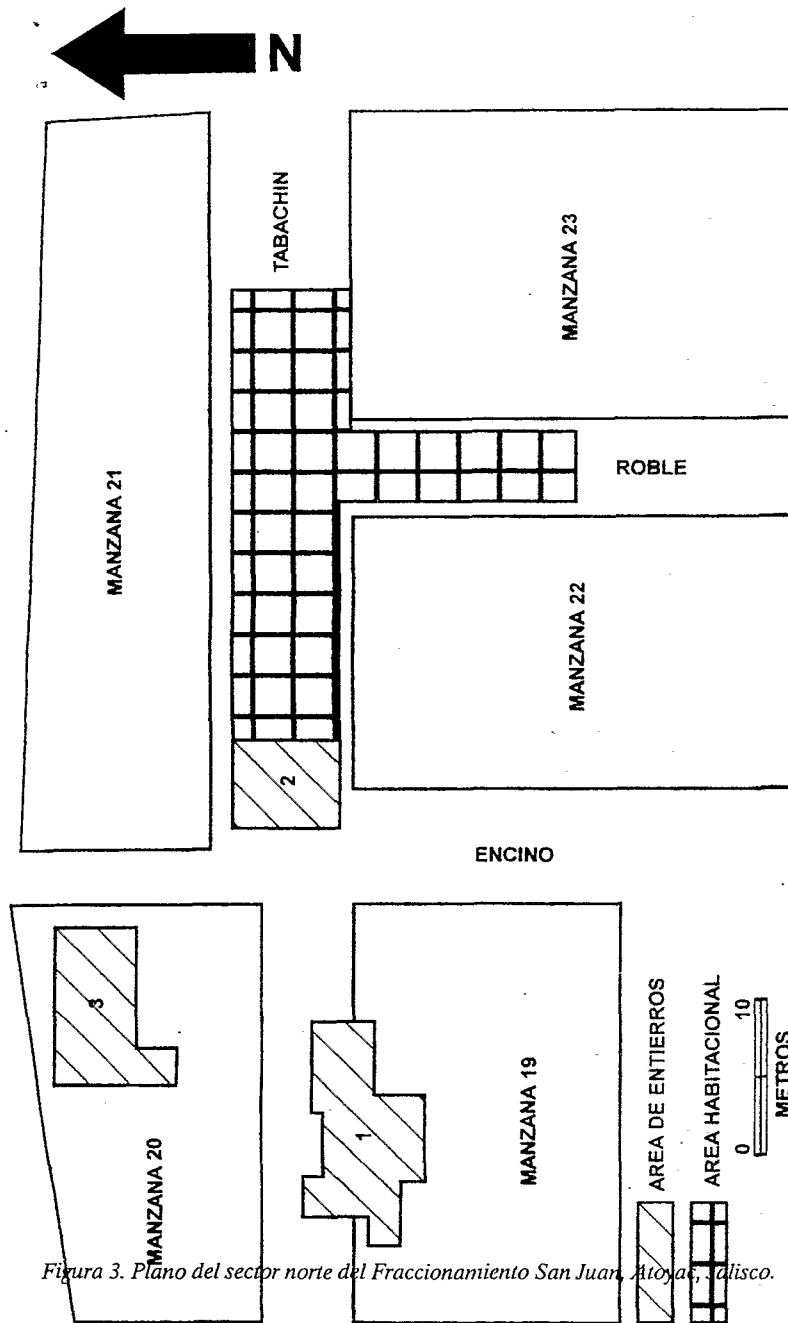 N
MANZANA 21
TABACHIN
MANZANA 23
ROBLE
MANZANA 22
2
ENCINO
3
MANZANA 20
1
MANZANA 19
AREA DE ENTIERROS
AREA HABITACIONAL
0 10
METROS
Figura 3. Plano del sector norte del Fraccionamiento San Juan, Atoyac, Jalisco.